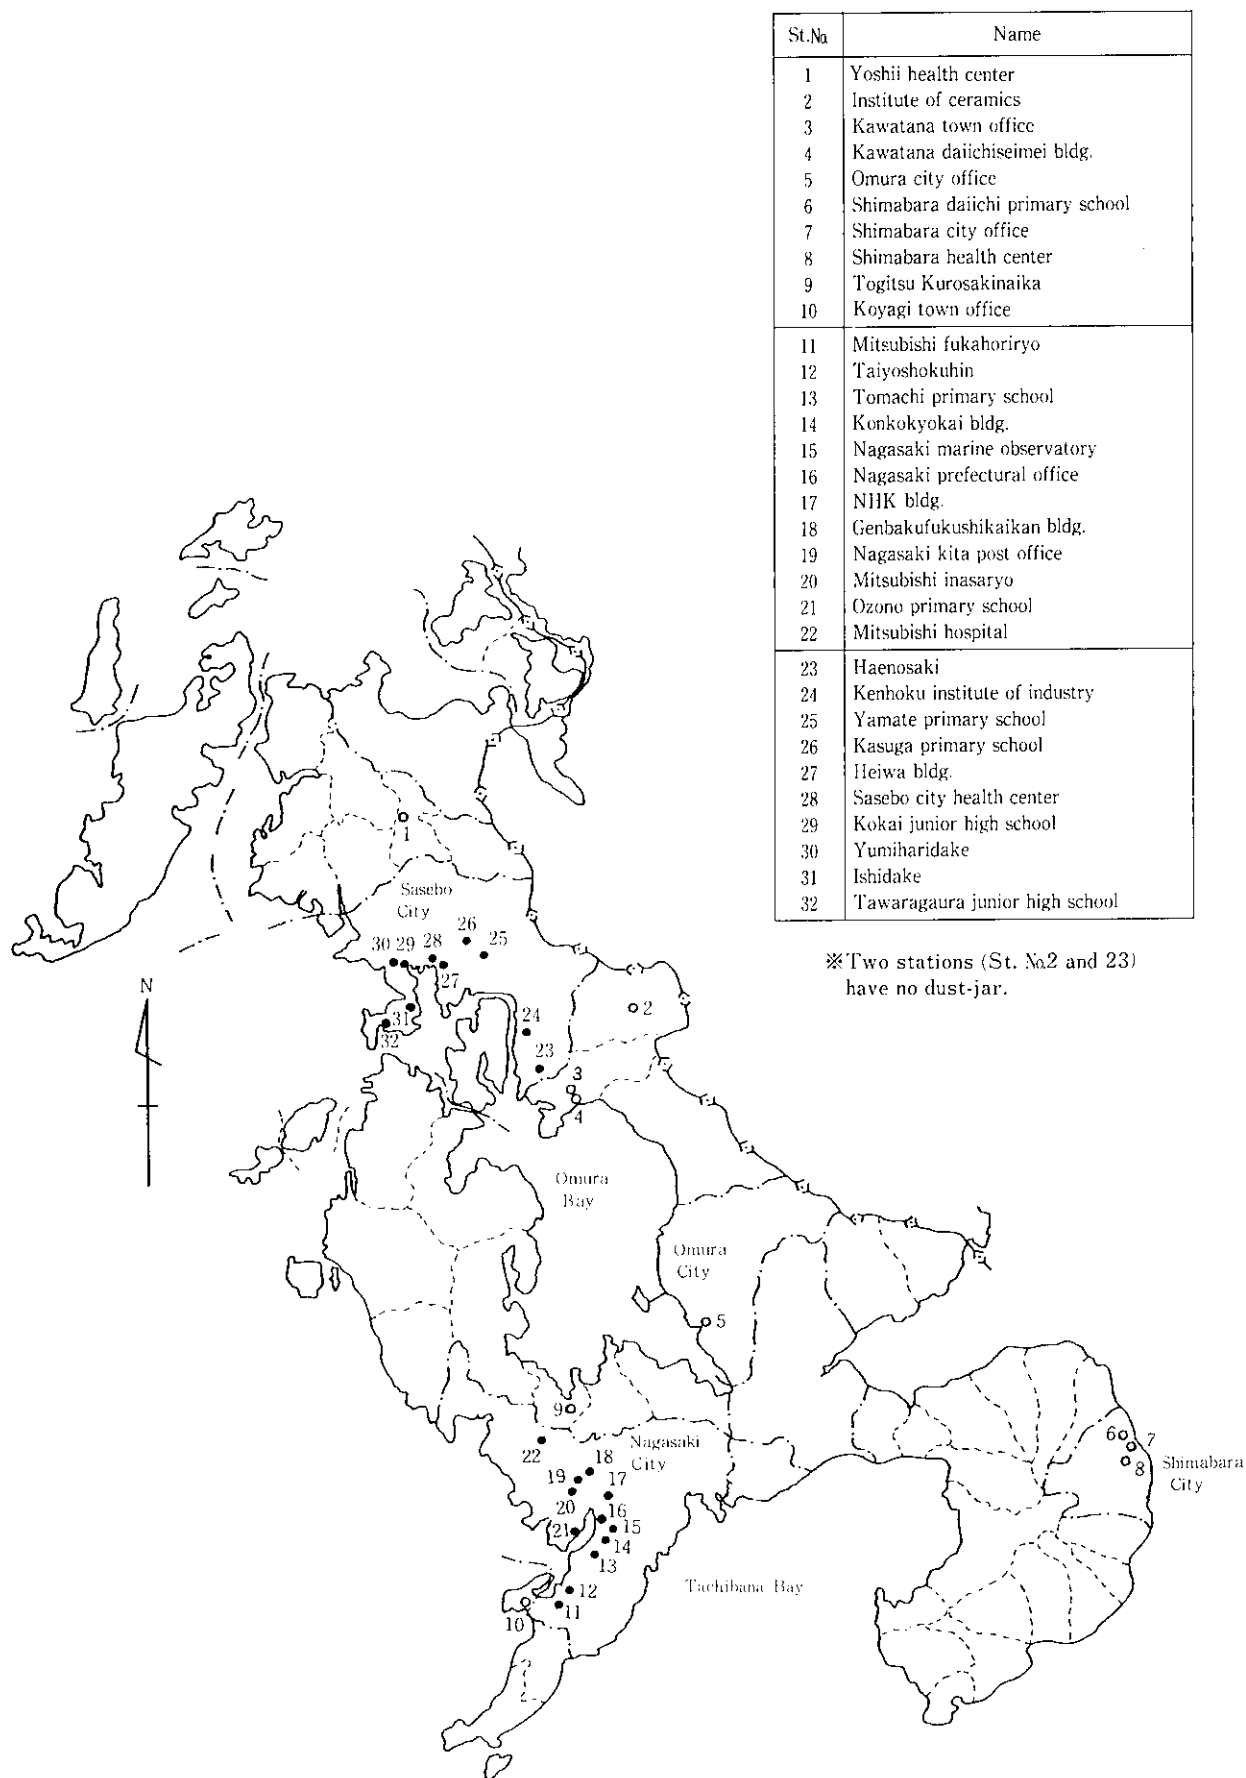 St.No Name
1 Yoshii health center
2 Institute of ceramics
3 Kawatana town office
4 Kawatana daiichiseimei bldg.
5 Omura city office
6 Shimabara daiichi primary school
7 Shimabara city office
8 Shimabara health center
9 Togitsu Kurosakinaika
10 Koyagi town office
11 Mitsubishi fukahoriryo
12 Taiyoshokuhin
13 Tomachi primary school
14 Konkokyokai bldg.
15 Nagasaki marine observatory
16 Nagasaki prefectural office
17 NHK bldg.
18 Genbakufukushikaikan bldg.
19 Nagasaki kita post office
20 Mitsubishi inasaryo
21 Ozono primary school
22 Mitsubishi hospital
23 Haenosaki
24 Kenhoku institute of industry
25 Yamate primary school
26 Kasuga primary school
27 Heiwa bldg.
28 Sasebo city health center
29 Kokai junior high school
30 Yumiharidake
31 Ishidake
32 Tawaragaura junior high school
※Two stations (St. No.2 and 23)
have no dust-jar.
1
Sasebo
City
26
30 29 28 25
27
N
2
31
24
32
23
3
4
Omura
Bay
Omura
City
5
9
Nagasaki
City
22
6
7
8
Shimabara
City
18
19
17
20
16
21
15
14
13
12
Tachibana Bay
11
10